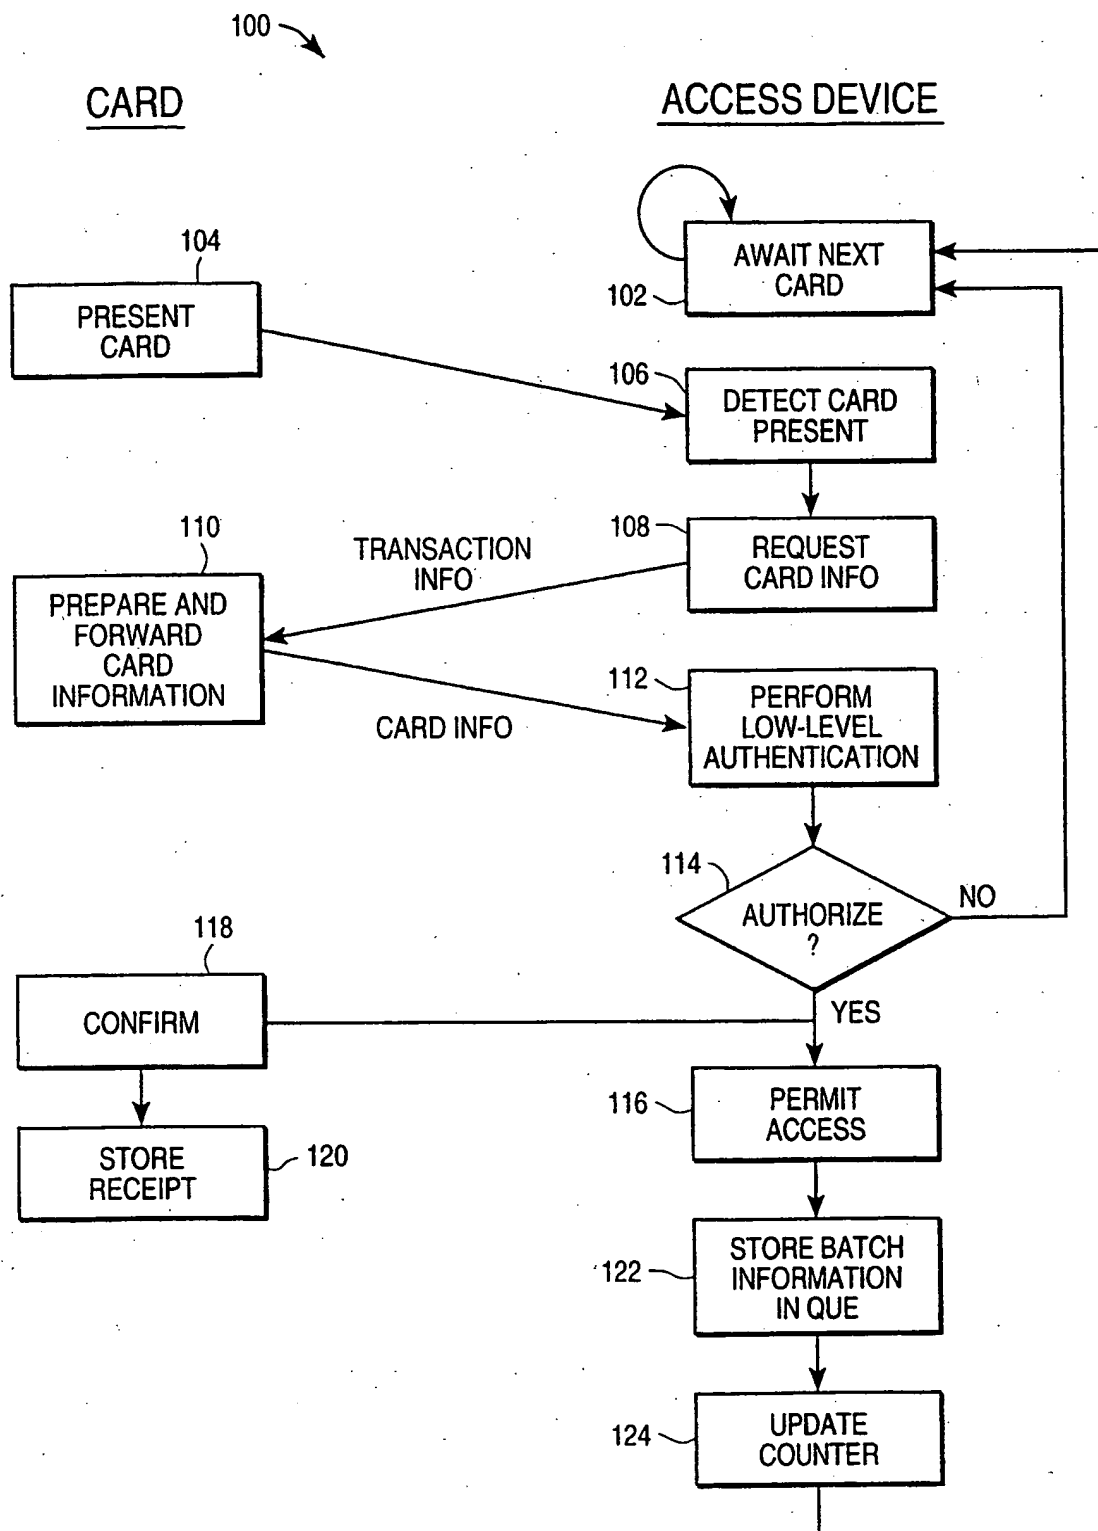 100
CARD
ACCESS DEVICE
104
PRESENT
CARD
AWAIT NEXT
CARD
102
106
DETECT CARD
PRESENT
110
PREPARE AND
FORWARD
CARD
INFORMATION
TRANSACTION
INFO
108
REQUEST
CARD INFO
CARD INFO
112
PERFORM
LOW-LEVEL
AUTHENTICATION
114
AUTHORIZE
?
NO
YES
118
CONFIRM
116
PERMIT
ACCESS
STORE
RECEIPT
120
122
STORE BATCH
INFORMATION
IN QUE
124
UPDATE
COUNTER